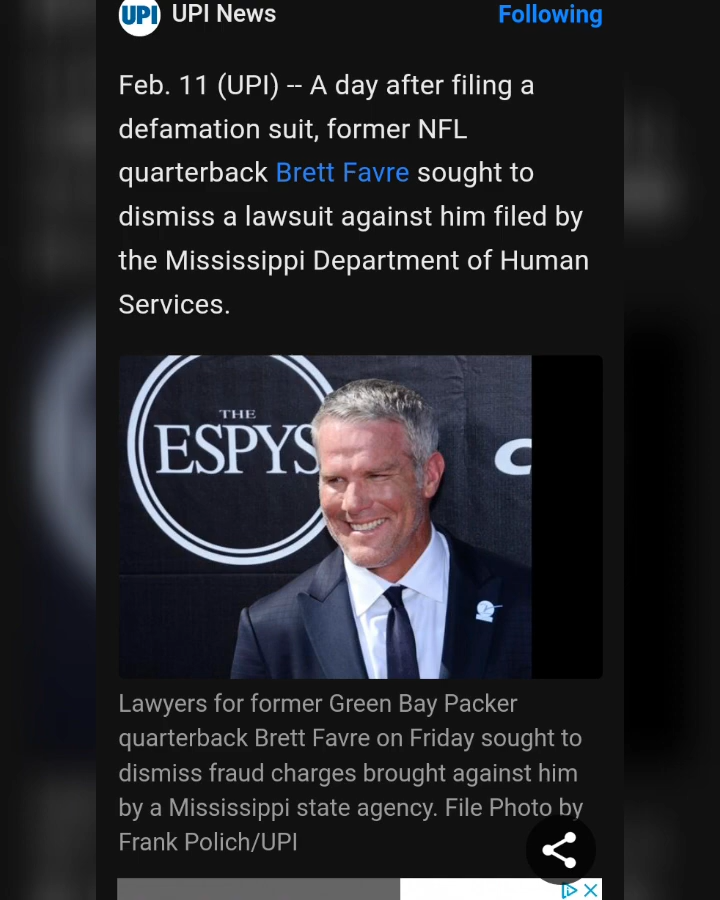 UPI UPI News Following
Feb. 11 (UPI) -- A day after filing a
defamation suit, former NFL
quarterback Brett Favre sought to
dismiss a lawsuit against him filed by
the Mississippi Department of Human
Services.
THE
ESPYS
Lawyers for former Green Bay Packer
quarterback Brett Favre on Friday sought to
dismiss fraud charges brought against him
by a Mississippi state agency. File Photo by
Frank Polich/UPI